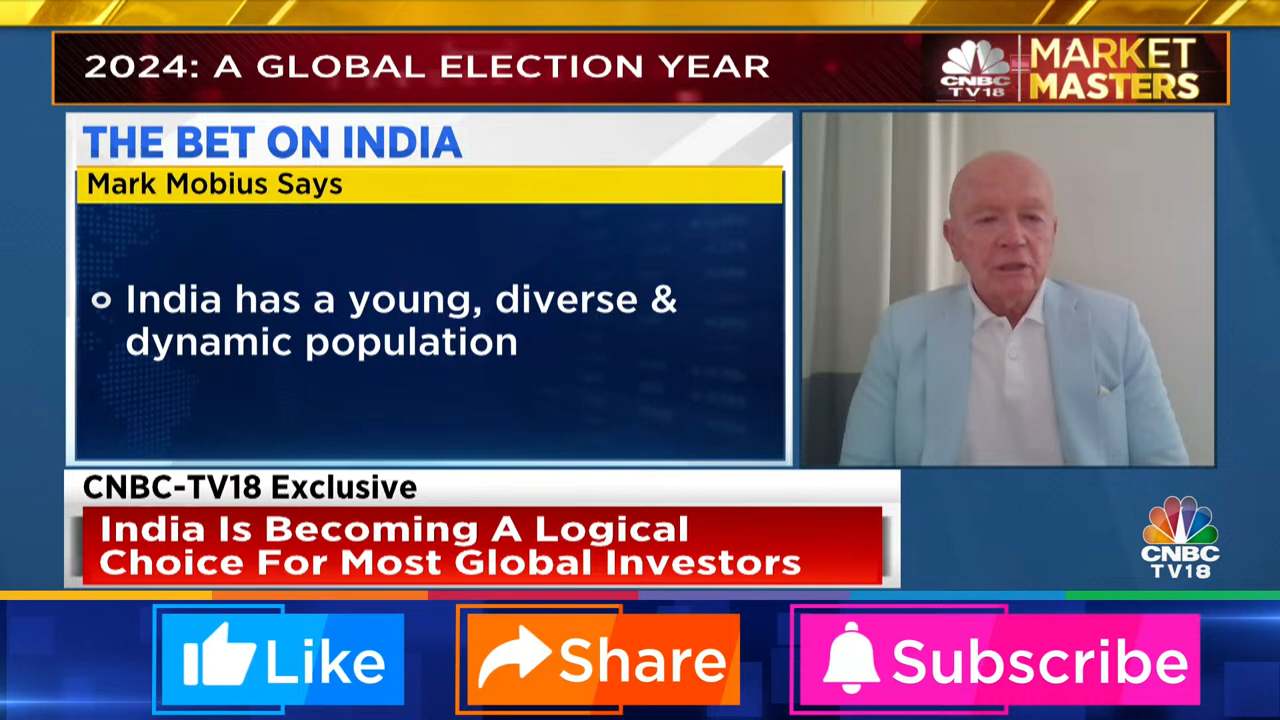 2024: A GLOBAL ELECTION YEAR
CNBC
TV18
MARKET
MASTERS
THE BET ON INDIA
Mark Mobius Says
India has a young, diverse &
dynamic population
CNBC-TV18 Exclusive
India Is Becoming A Logical
Choice For Most Global Investors
CNBC
TV18
Like
Share
Subscribe